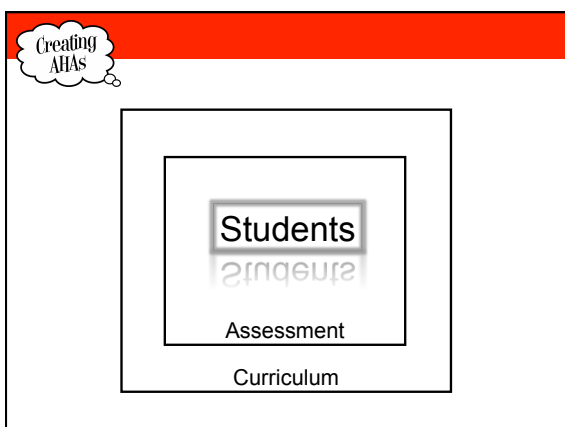 Creating
AHAs
Students
Students
Assessment
Curriculum